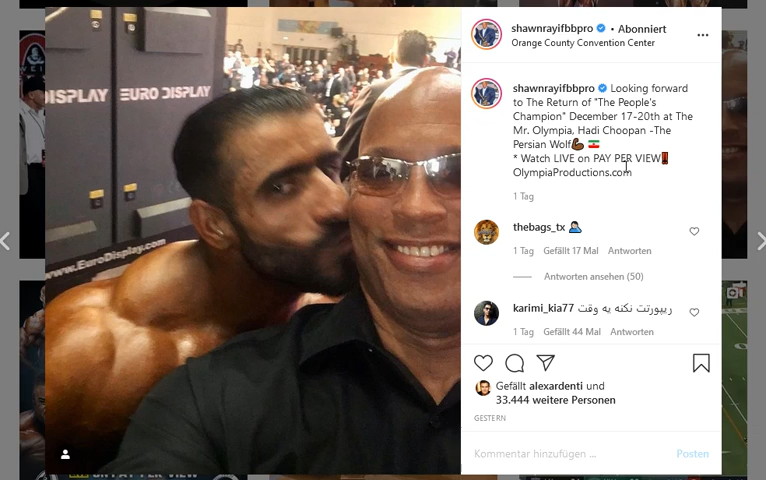 DISPLAY
EURO DISPLAY
www.EuroDisplay.com
shawnrayifbbpro • Abonniert
Orange County Convention Center
shawnrayifbbpro Looking forward
to The Return of "The People's
Champion" December 17-20th at The
Mr. Olympia, Hadi Choopan -The
Persian Wolf💪🏾 🇮🇷
* Watch LIVE on PAY PER VIEW
OlympiaProductions.com
1 Tag
thebags_tx 🤦🏻‍♂️
1 Tag Gefällt 17 Mal Antworten
Antworten ansehen (50)
karimi_kia77 ریپورتت نکنه یه وقت
1 Tag Gefällt 44 Mal Antworten
Gefällt alexardenti und
33.444 weitere Personen
GESTERN
Kommentar hinzufügen ...
Posten